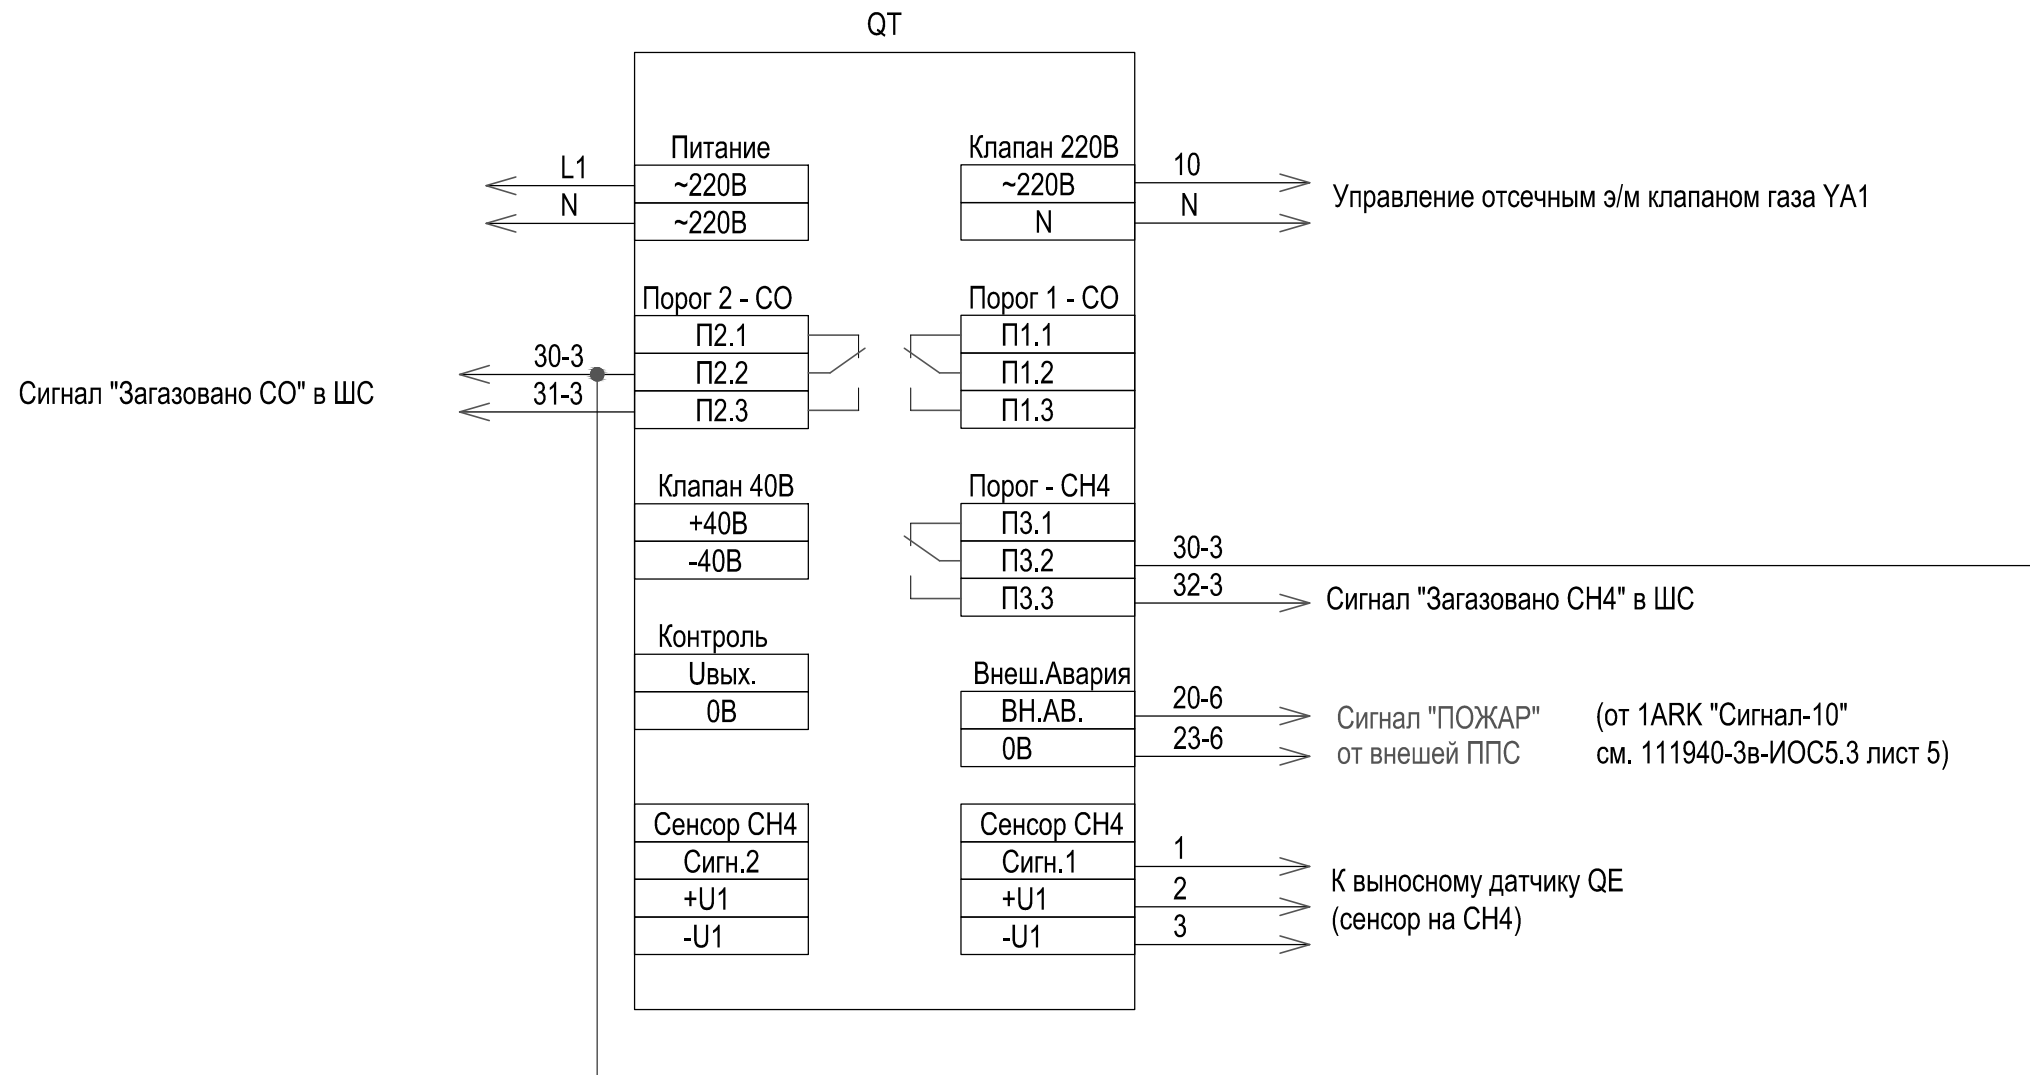 QT
Питание
L1
~220В
N
~220В
Клапан 220В
10
~220В
N
N
Управление отсечным э/м клапаном газа YA1
Порог 2 - СО
П2.1
30-3
П2.2
31-3
П2.3
Сигнал "Загазовано СО" в ШС
Порог 1 - СО
П1.1
П1.2
П1.3
Клапан 40В
+40В
-40В
Порог - СН4
П3.1
30-3
П3.2
32-3
П3.3
Сигнал "Загазовано СН4" в ШС
Контроль
Uвых.
0В
Внеш.Авария
20-6
ВН.АВ.
23-6
0В
Сигнал "ПОЖАР"
от внешей ППС
(от 1ARK "Сигнал-10"
см. 111940-3в-ИОС5.3 лист 5)
Сенсор СН4
Сигн.2
+U1
-U1
Сенсор СН4
1
Сигн.1
2
+U1
3
-U1
К выносному датчику QE
(сенсор на СН4)